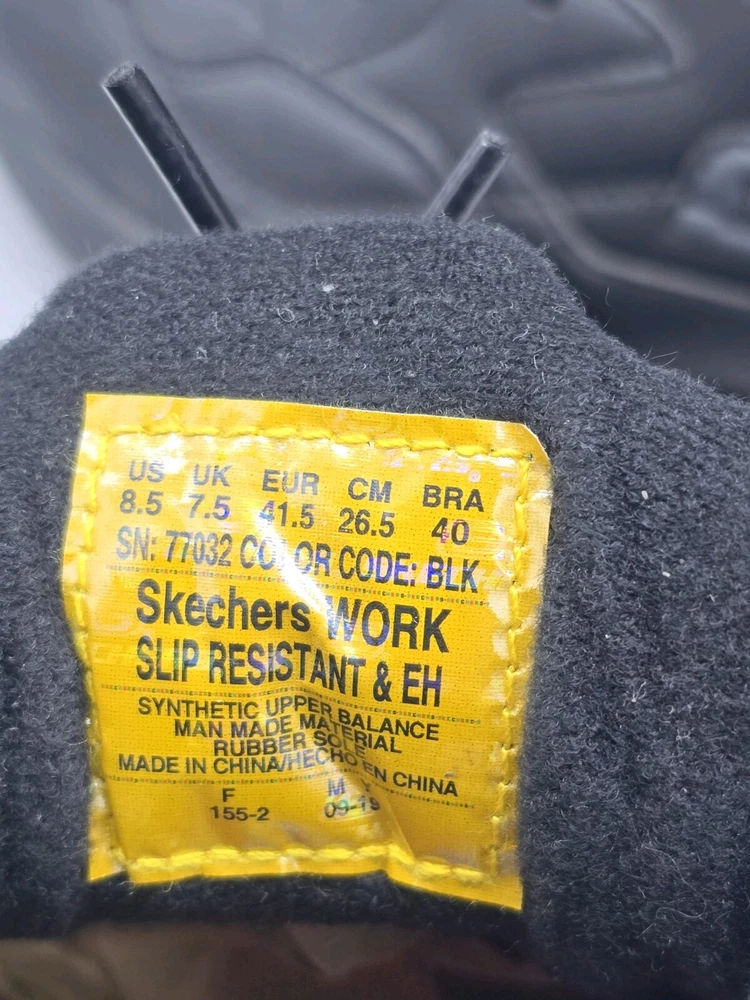 US UK EUR CM BRA
8.5 7.5 41.5 26.5 40
SN: 77032 COLOR CODE: BLK
Skechers WORK
SLIP RESISTANT & EH
SYNTHETIC UPPER BALANCE
MAN MADE MATERIAL
RUBBER SOLE
MADE IN CHINA/HECHO EN CHINA
F M
155-2 09-19